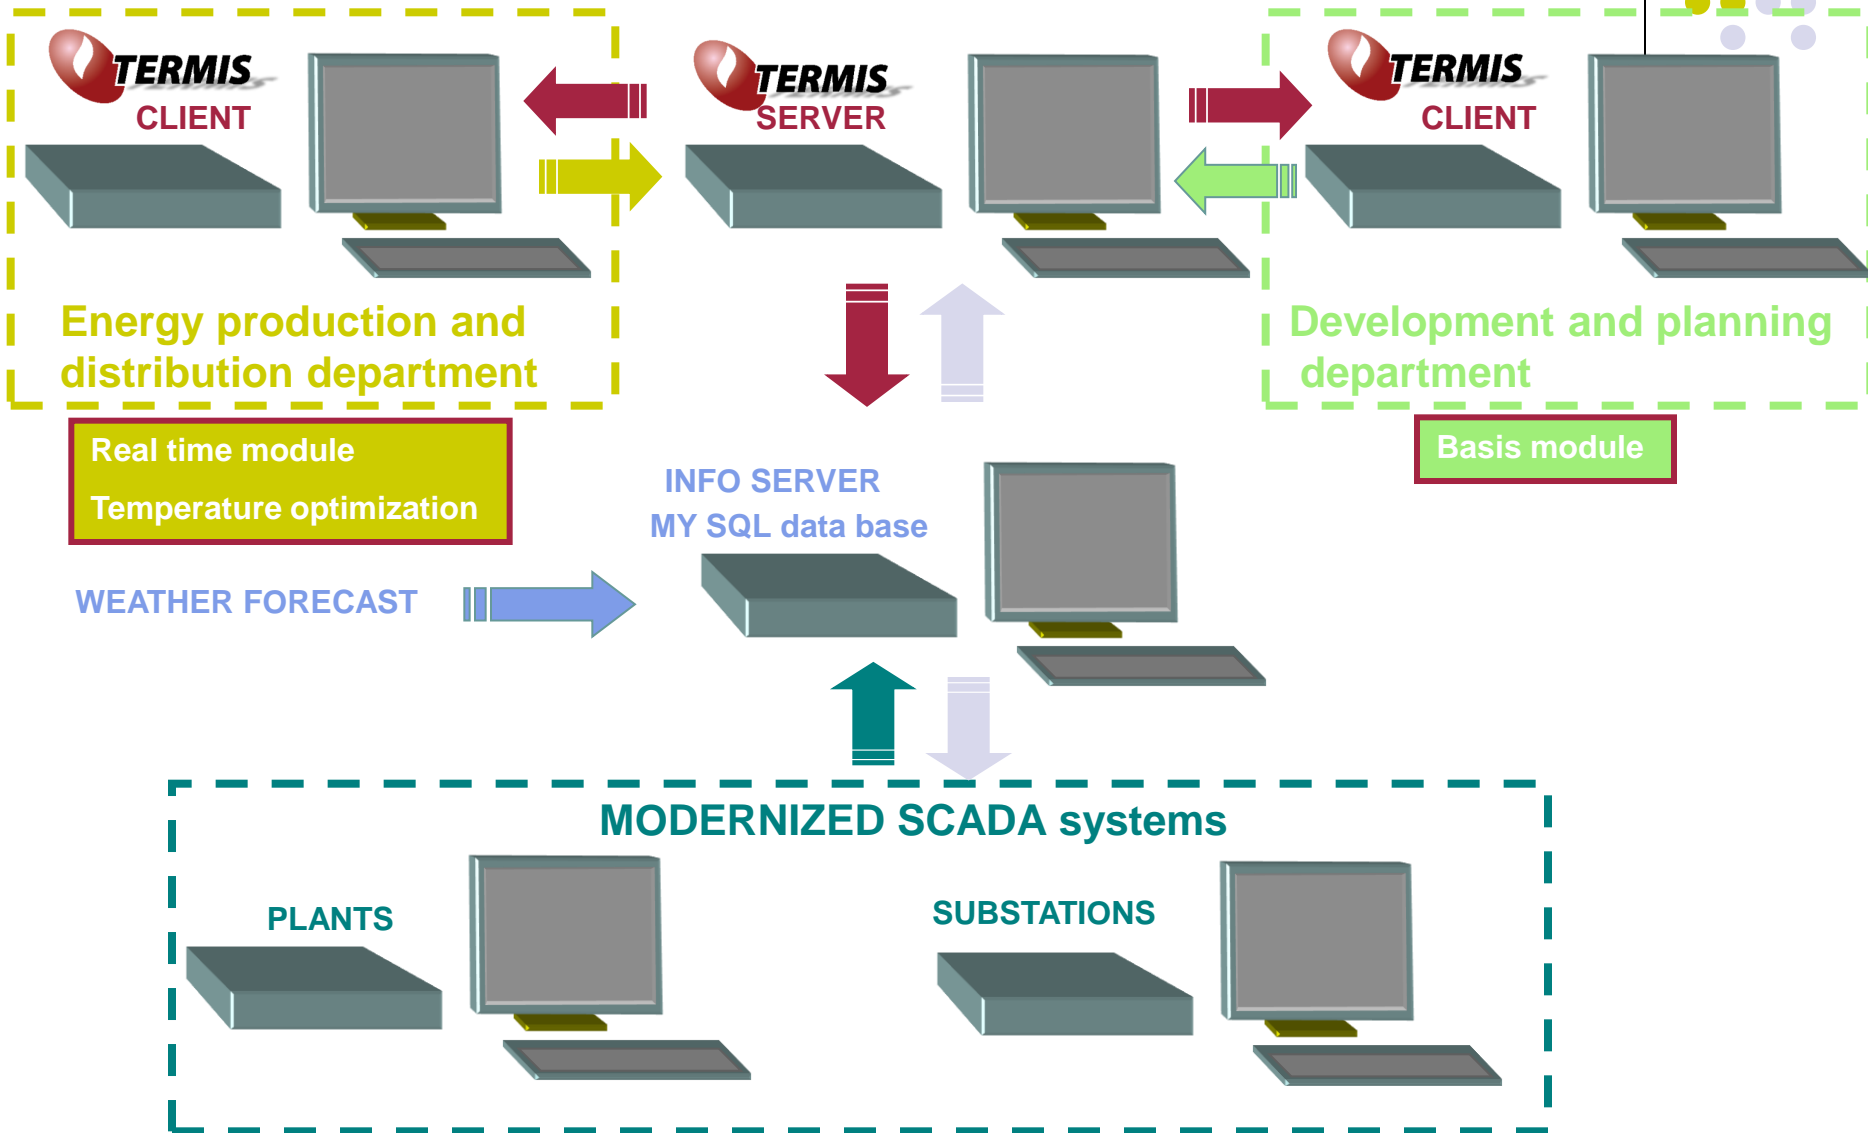 TERMIS
CLIENT
TERMIS
SERVER
TERMIS
CLIENT
Energy production and
distribution department
Development and planning
department
Real time module
Temperature optimization
Basis module
INFO SERVER
MY SQL data base
WEATHER FORECAST
MODERNIZED SCADA systems
PLANTS
SUBSTATIONS